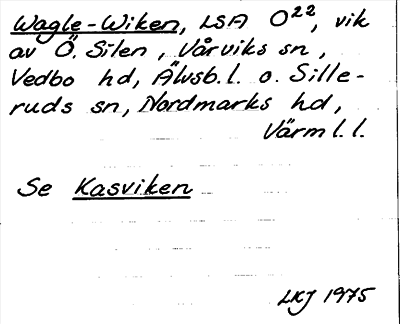 Wagle-Wiken, LSA O²², vik
av Ö. Silen, Vårviks sn,
Vedbo hd, Älvsb. l. o. Sille-
ruds sn, Nordmarks hd,
Värml. l.
Se Kasviken
LKJ 1975